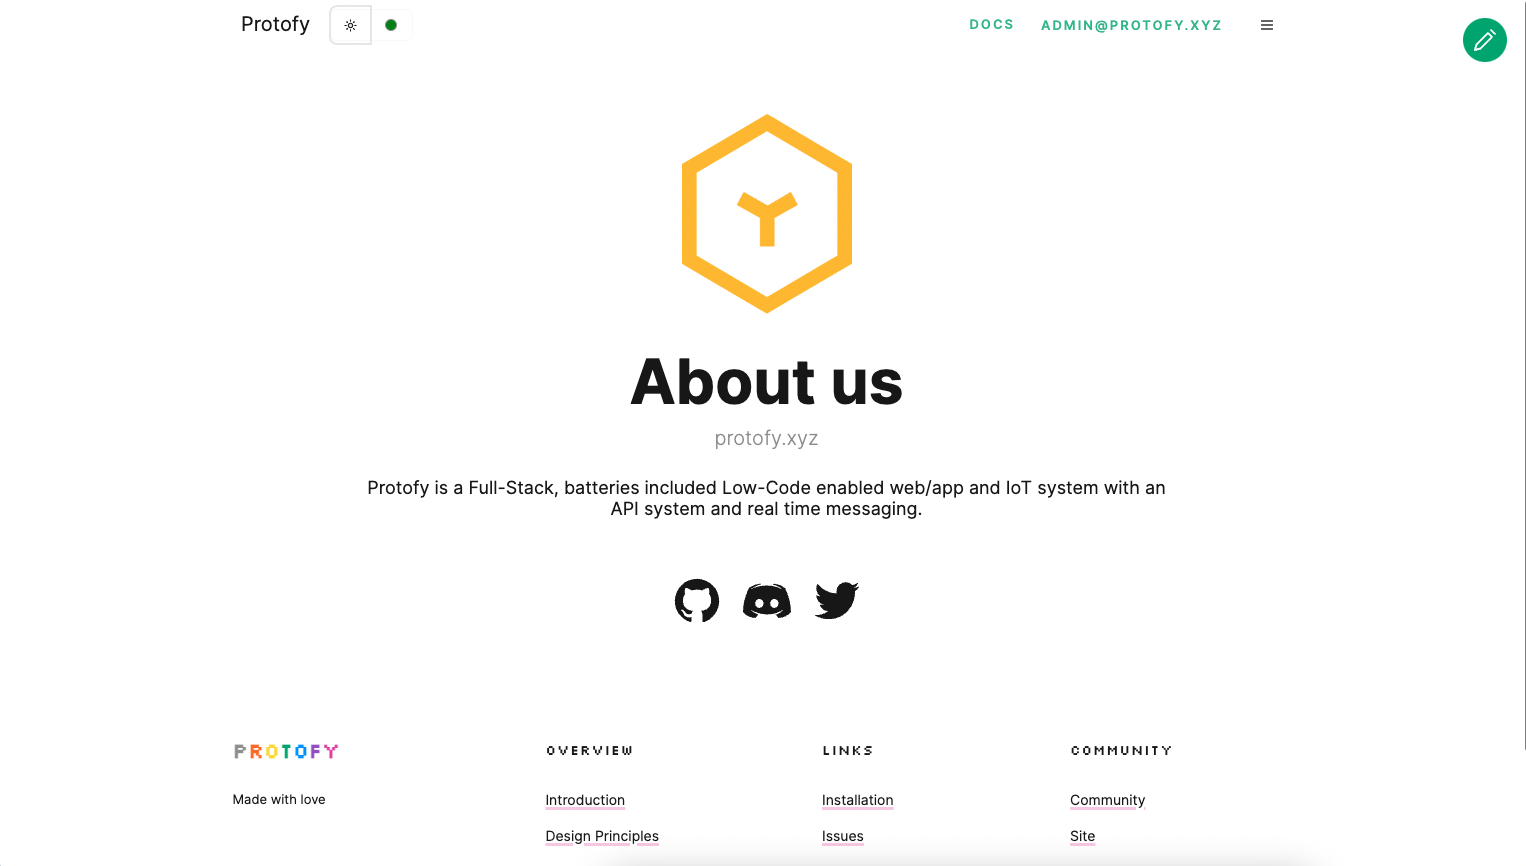 Protofy
DOCS
ADMIN@PROTOFY.XYZ
About us
protofy.xyz
Protofy is a Full-Stack, batteries included Low-Code enabled web/app and IoT system with an
API system and real time messaging.
PROTOFY
OVERVIEW
LINKS
COMMUNITY
Made with love
Introduction
Installation
Community
Design Principles
Issues
Site